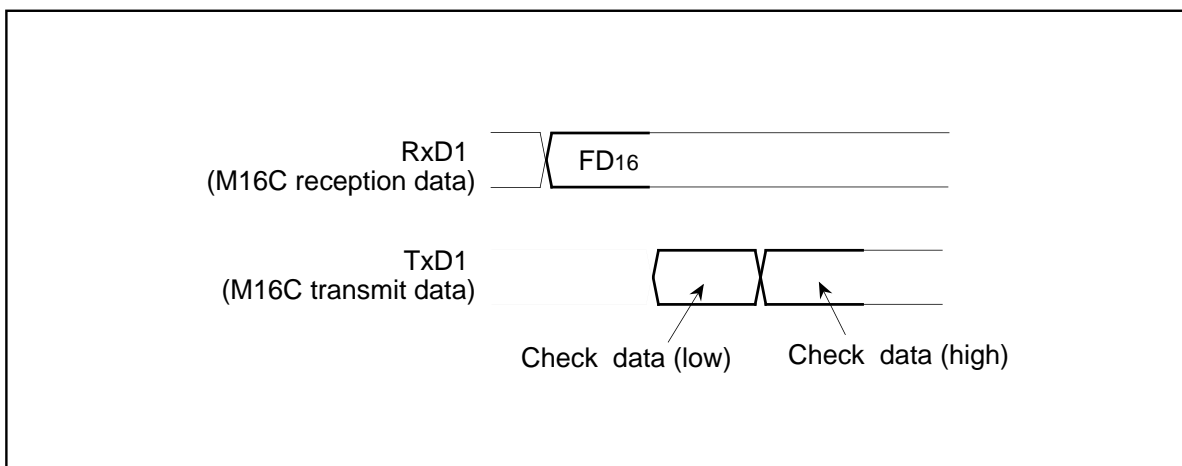 RxD1
(M16C reception data)
FD16
TxD1
(M16C transmit data)
Check data (low)
Check data (high)